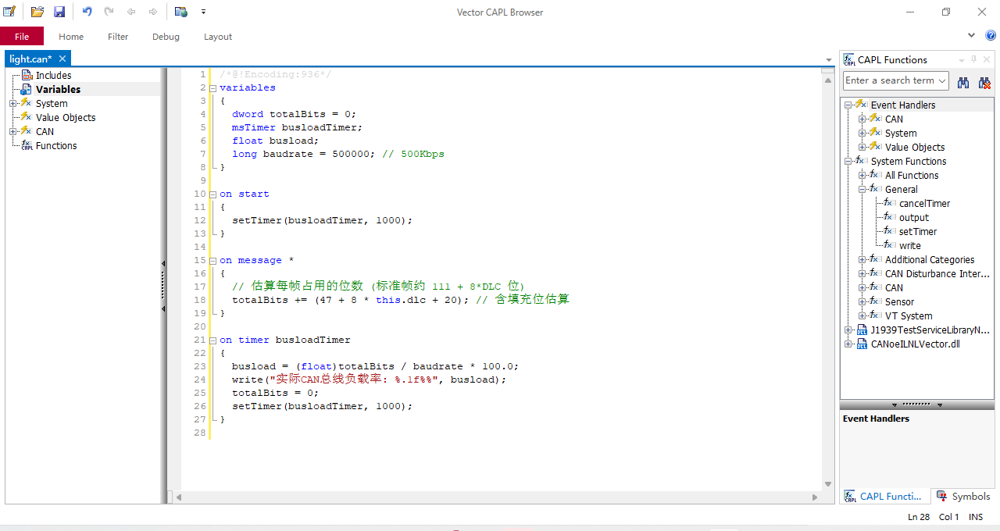 Vector CAPL Browser
File Home Filter Debug Layout
light.can*
Includes
Variables
System
Value Objects
CAN
Functions
1 /*@!Encoding:936*/
2 variables
3 {
4 dword totalBits = 0;
5 msTimer busloadTimer;
6 float busload;
7 long baudrate = 500000; // 500Kbps
8 }
9
10 on start
11 {
12 setTimer(busloadTimer, 1000);
13 }
14
15 on message *
16 {
17 // 估算每帧占用的位数 (标准帧约 111 + 8*DLC 位)
18 totalBits += (47 + 8 * this.dlc + 20); // 含填充位估算
19 }
20
21 on timer busloadTimer
22 {
23 busload = (float)totalBits / baudrate * 100.0;
24 write("实际CAN总线负载率: %.1f%%", busload);
25 totalBits = 0;
26 setTimer(busloadTimer, 1000);
27 }
28
CAPL Functions
Enter a search term
Event Handlers
CAN
System
Value Objects
System Functions
All Functions
General
cancelTimer
output
setTimer
write
Additional Categories
CAN Disturbance Inter...
CAN
Sensor
VT System
J1939TestServiceLibraryN...
CANoeILNLVector.dll
Event Handlers
CAPL Functi... Symbols
Ln 28 Col 1 INS